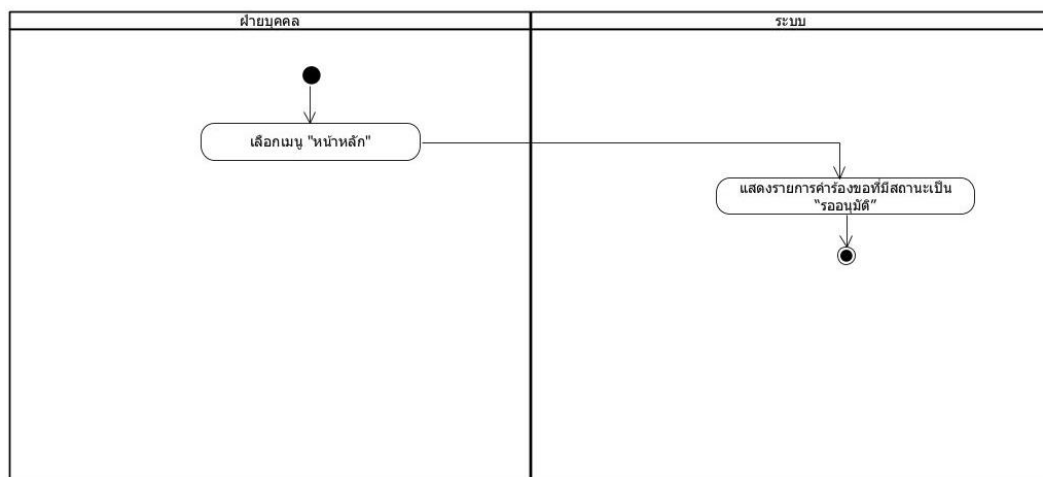 ฝ่ายบุคคล
ระบบ
เลือกเมนู "หน้าหลัก"
แสดงรายการคำร้องขอที่มีสถานะเป็น
“รออนุมัติ”